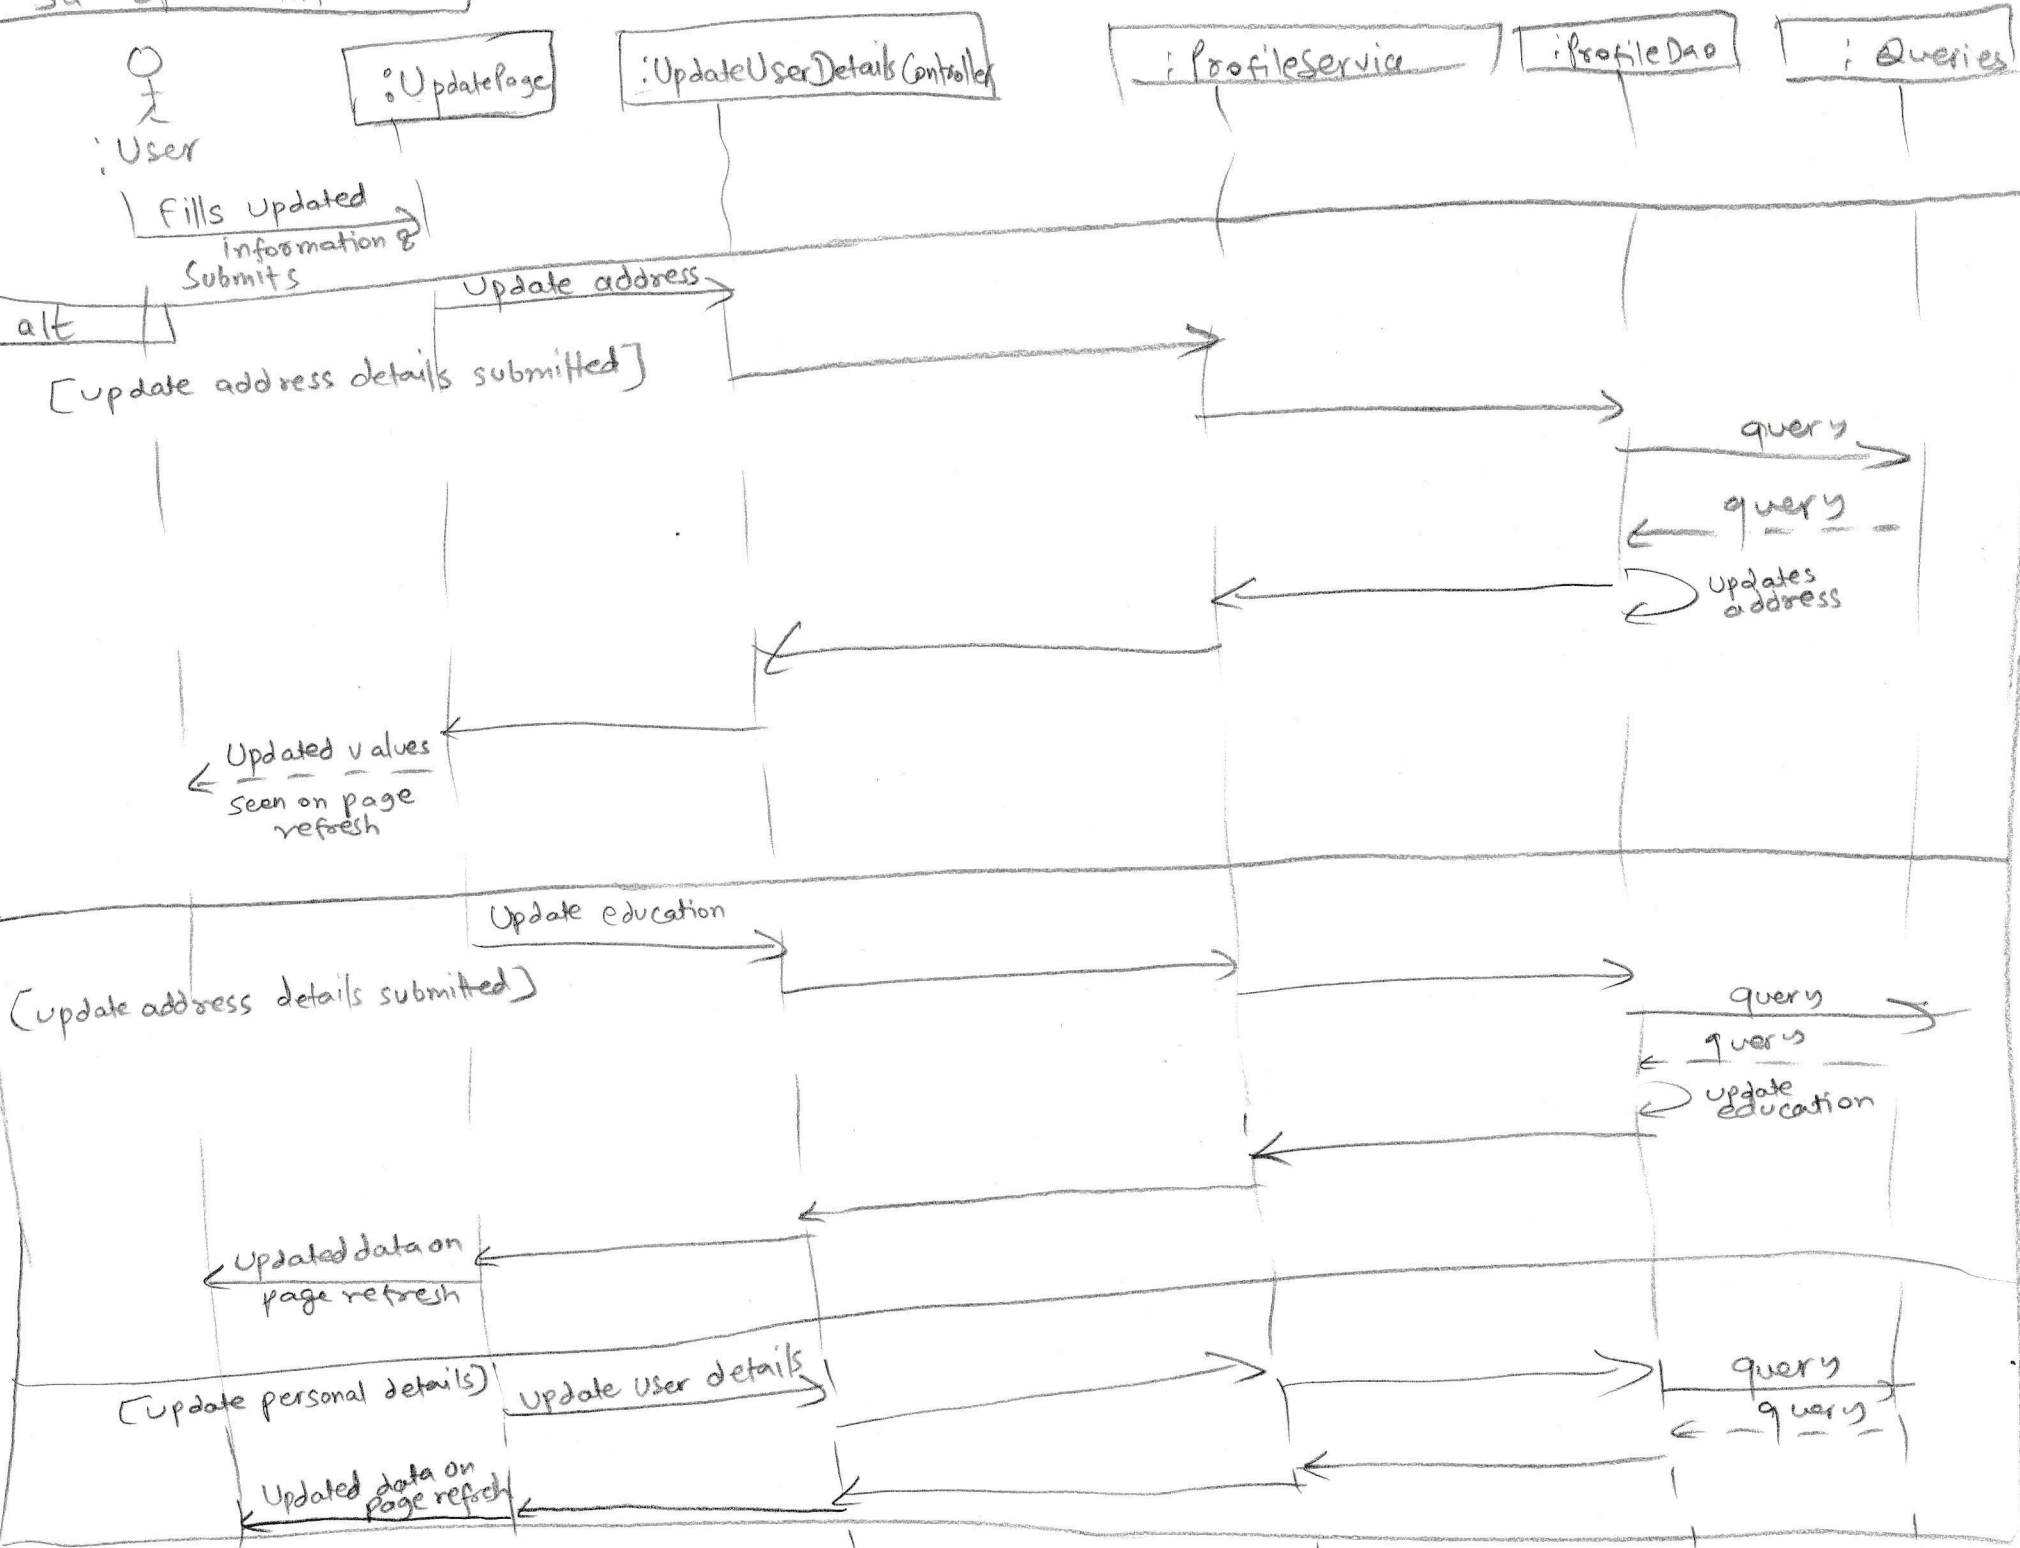 :User
:UpdatePage
:UpdateUserDetailsController
: ProfileService
:ProfileDao
: Queries
Fills Updated
information &
Submits
alt
Update address
[update address details submitted]
query
query
updates
address
Updated values
seen on page
refresh
Update education
[update address details submitted]
query
query
update
education
Updated data on
page refresh
[update personal details]
update user details
query
query
Updated data on
page refresh